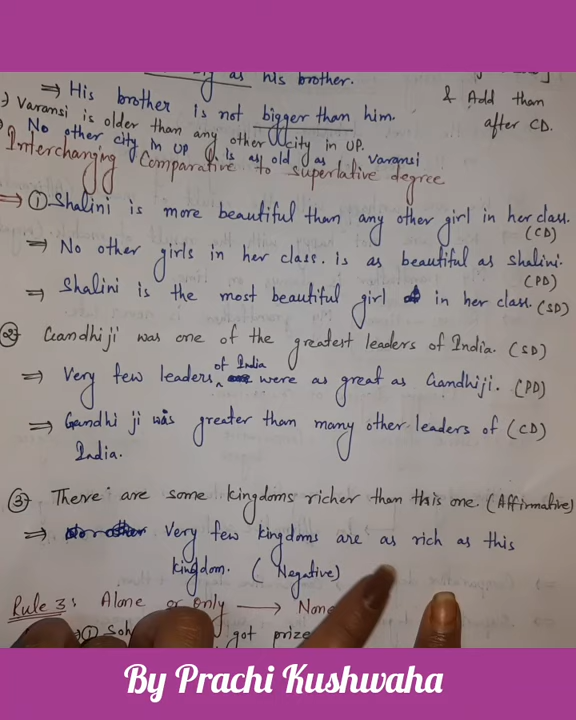 as his brother.
⇒ His brother is not bigger than him.
& Add than
after CD.
Varansi is older than any other city in UP.
No other city in UP is as old as Varansi
Interchanging Comparative to superlative degree
⇒ ① Shalini is more beautiful than any other girl in her class.
(CD)
⇒ No other girls in her class is as beautiful as Shalini.
(PD)
⇒ Shalini is the most beautiful girl in her class. (SD)
② Gandhiji was one of the greatest leaders of India. (SD)
⇒ Very few leaders of India were as great as Gandhiji. (PD)
⇒ Gandhi ji was greater than many other leaders of (CD)
India.
③ There are some kingdoms richer than this one. (Affirmative)
⇒ Very few kingdoms are as rich as this
kingdom. (Negative)
Rule 3: Alone or only → None
① Soh got prize
By Prachi Kushwaha